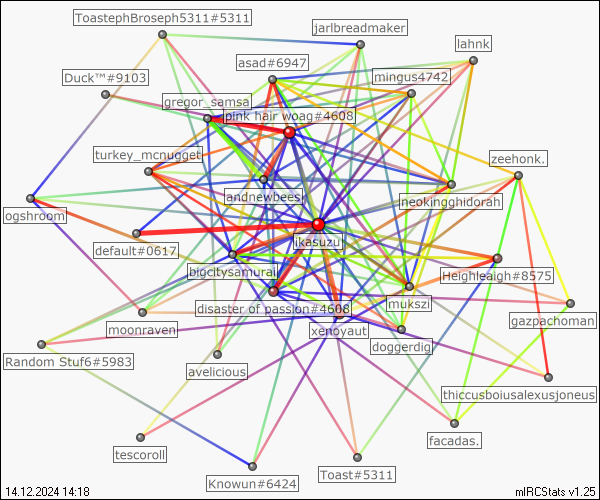 ToastephBroseph5311#5311
jarlbreadmaker
lahnk
asad#6947
Duck™#9103
mingus4742
gregor_samsa
pink hair woag#4608
turkey_mcnugget
zeehonk.
andnewbees
neokingghidorah
ogshroom
default#0617
ikasuzu
bigcitysamurai
Heighleaigh#8575
disaster of passion#4608
mukszi
moonraven
xenoyaut
gazpachoman
doggerdig
Random Stuf6#5983
avelicious
thiccusboiusalexusjoneus
tescoroll
facadas.
Knowun#6424
Toast#5311
14.12.2024 14:18
mIRCStats v1.25